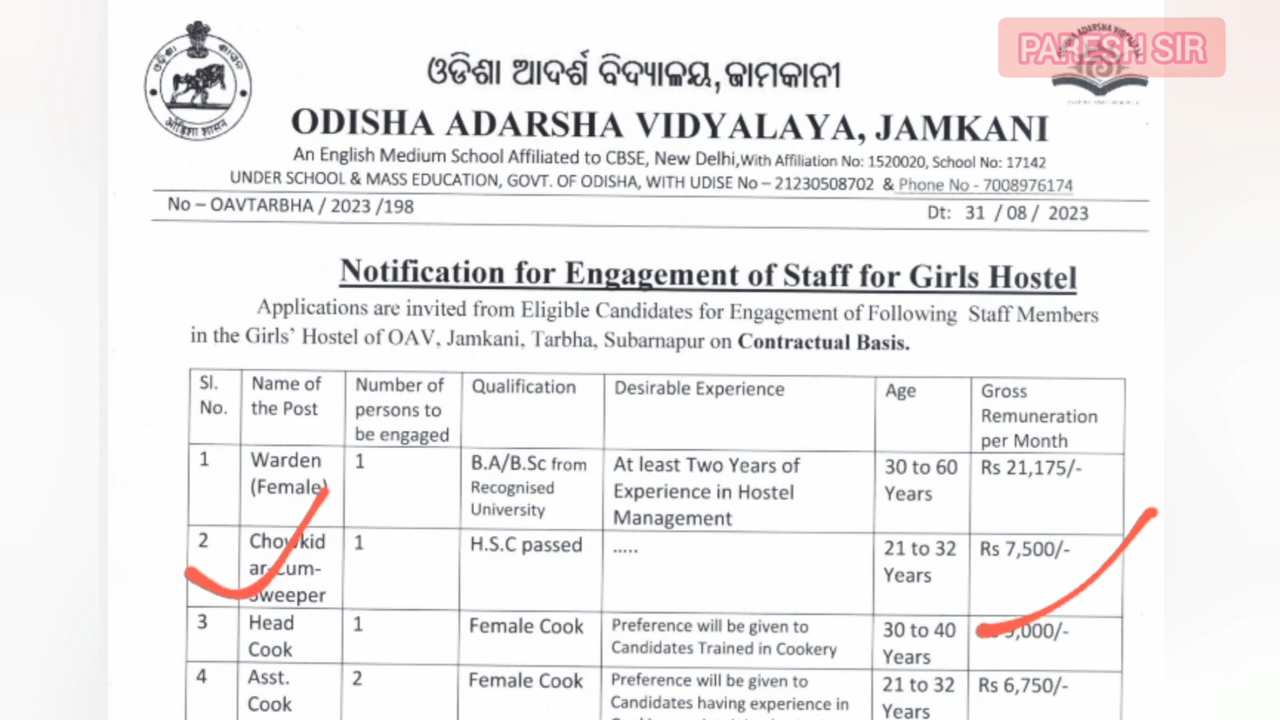 PARESH SIR
ଓଡିଶା ଆଦର୍ଶ ବିଦ୍ୟାଳୟ, ଜାମକାନୀ
ODISHA ADARSHA VIDYALAYA, JAMKANI
An English Medium School Affiliated to CBSE, New Delhi,With Affiliation No: 1520020, School No: 17142
UNDER SCHOOL & MASS EDUCATION, GOVT. OF ODISHA, WITH UDISE No – 21230508702 & Phone No - 7008976174
No – OAVTARBHA / 2023 /198 Dt: 31 / 08 / 2023
Notification for Engagement of Staff for Girls Hostel
Applications are invited from Eligible Candidates for Engagement of Following Staff Members
in the Girls' Hostel of OAV, Jamkani, Tarbha, Subarnapur on Contractual Basis.
Sl. Name of Number of Qualification Desirable Experience Age Gross
No. the Post persons to Remuneration
be engaged per Month
1 Warden 1 B.A/B.Sc from At least Two Years of 30 to 60 Rs 21,175/-
(Female) Recognised Experience in Hostel Years
University Management
2 Chowkid 1 H.S.C passed ..... 21 to 32 Rs 7,500/-
ar-Cum- Years
Sweeper
3 Head 1 Female Cook Preference will be given to 30 to 40 ,000/-
Cook Candidates Trained in Cookery Years
4 Asst. 2 Female Cook Preference will be given to 21 to 32 Rs 6,750/-
Cook Candidates having experience in Years